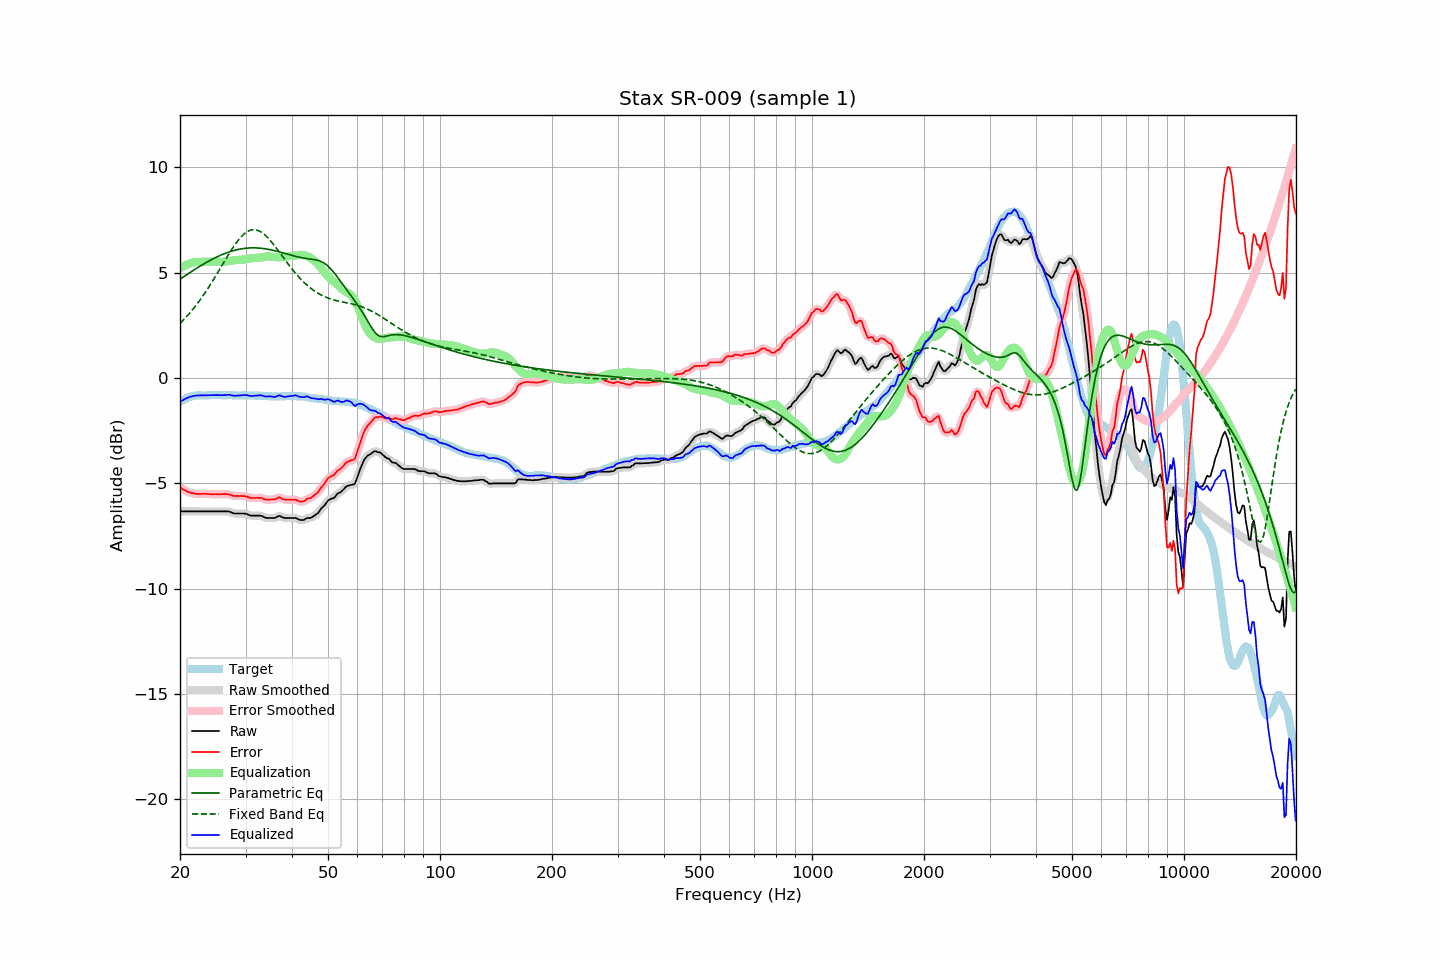 Stax SR-009 (sample 1)
Amplitude (dBr)
10
5
0
−5
−10
−15
−20
Target
Raw Smoothed
Error Smoothed
Raw
Error
Equalization
Parametric Eq
Fixed Band Eq
Equalized
20 50 100 200 500 1000 2000 5000 10000 20000
Frequency (Hz)